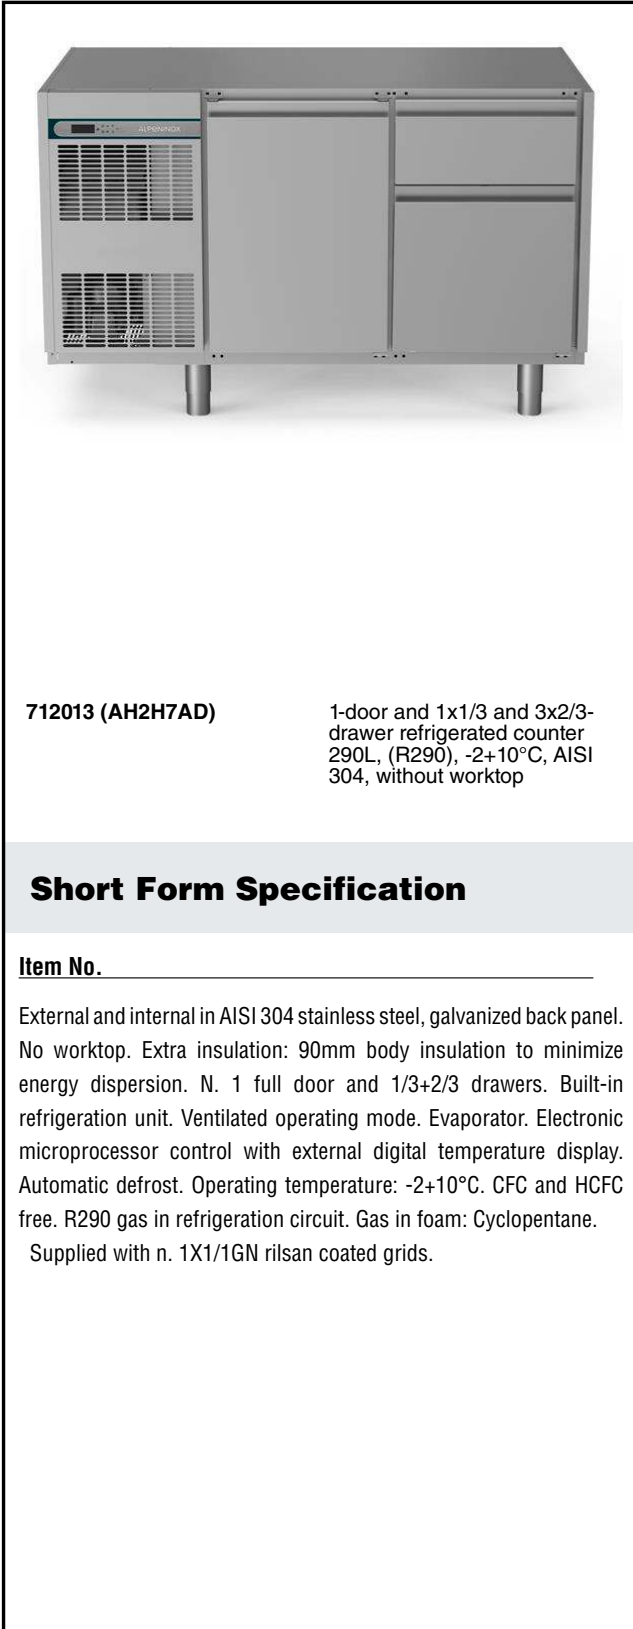 ALPENINOX
712013 (AH2H7AD)
1-door and 1x1/3 and 3x2/3-
drawer refrigerated counter
290L, (R290), -2+10°C, AISI
304, without worktop
Short Form Specification
Item No.
External and internal in AISI 304 stainless steel, galvanized back panel.
No worktop. Extra insulation: 90mm body insulation to minimize
energy dispersion. N. 1 full door and 1/3+2/3 drawers. Built-in
refrigeration unit. Ventilated operating mode. Evaporator. Electronic
microprocessor control with external digital temperature display.
Automatic defrost. Operating temperature: -2+10°C. CFC and HCFC
free. R290 gas in refrigeration circuit. Gas in foam: Cyclopentane.
Supplied with n. 1X1/1GN rilsan coated grids.